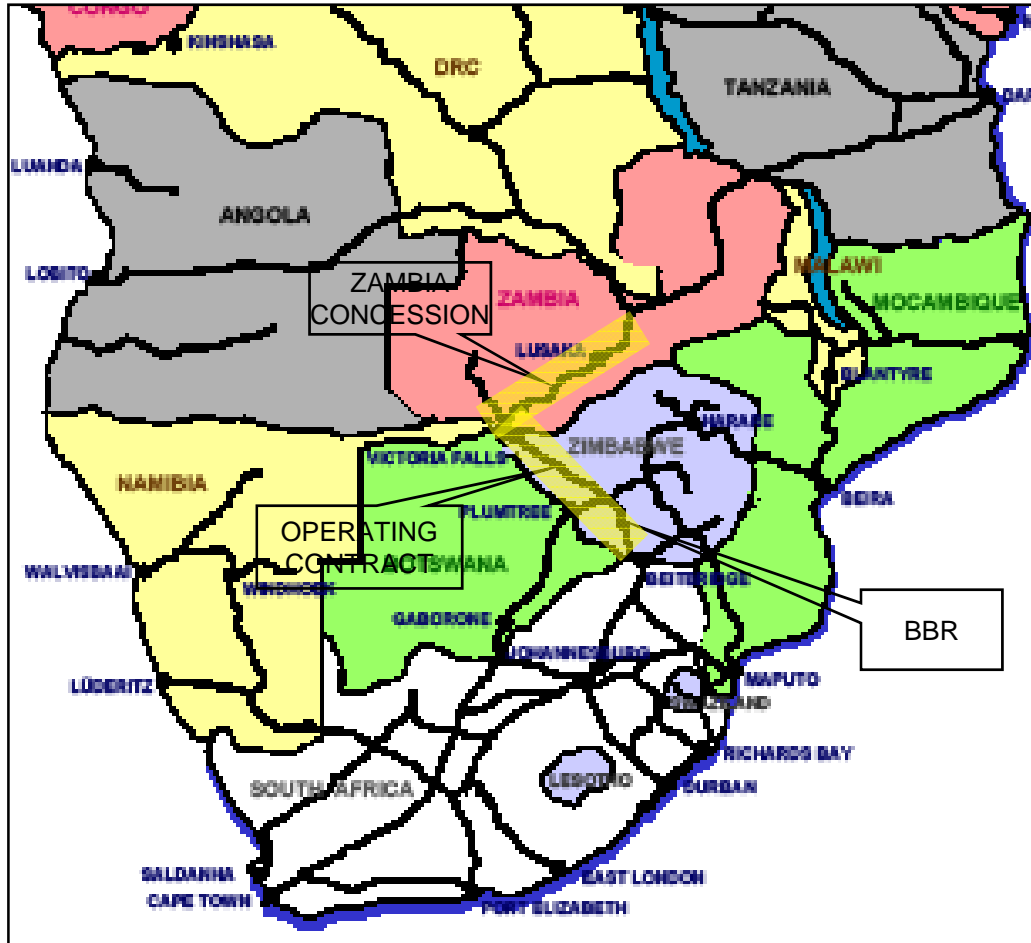 CONGO
KINSHASA
DRC
TANZANIA
DAR
LUANDA
ANGOLA
LOBITO
ZAMBIA
CONCESSION
ZAMBIA
MALAWI
MOCAMBIQUE
LUSAKA
BLANTYRE
HARARE
ZIMBABWE
VICTORIA FALLS
NAMIBIA
BEIRA
PLUMTREE
OPERATING
CONTRACT
BOTSWANA
WALVISBAAI
WINDHOEK
BEITBRIDGE
GABORONE
BBR
JOHANNESBURG
LÜDERITZ
MAPUTO
SWAZILAND
RICHARDS BAY
SOUTH AFRICA
LESOTHO
DURBAN
SALDANHA
EAST LONDON
CAPE TOWN
PORT ELIZABETH